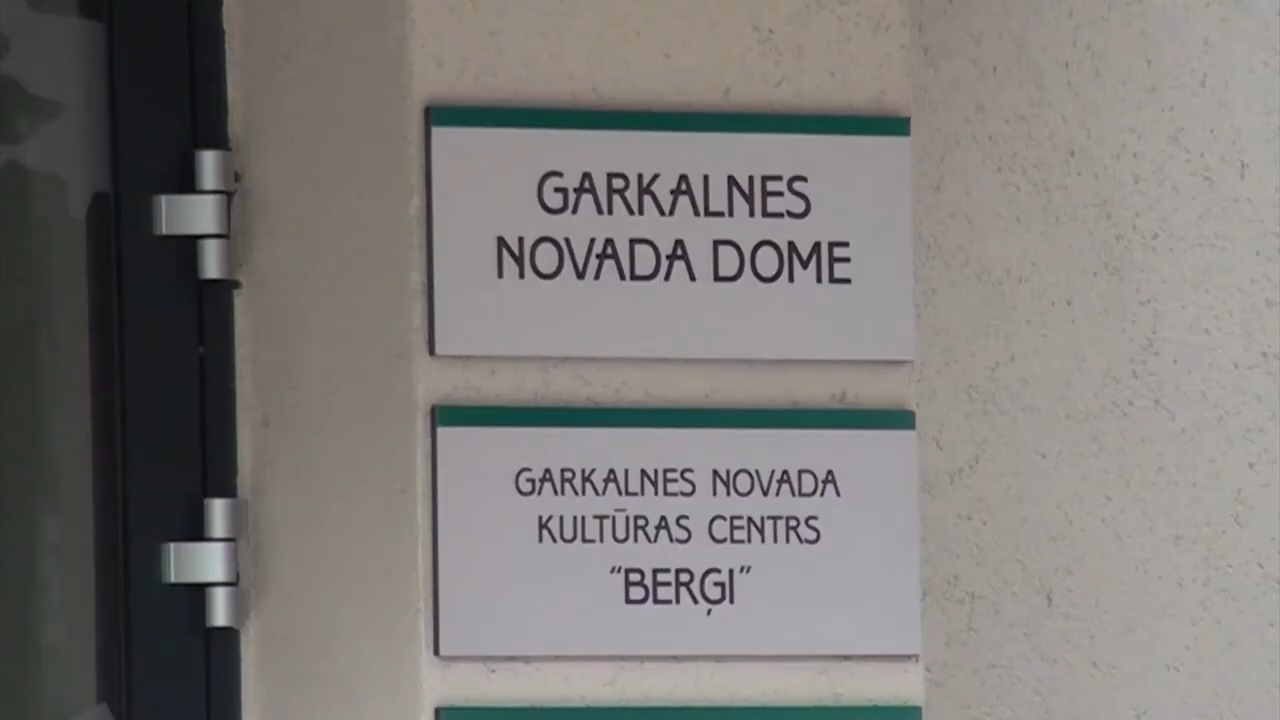 GARKALNES
NOVADA DOME
GARKALNES NOVADA
KULTŪRAS CENTRS
“BERĢI”